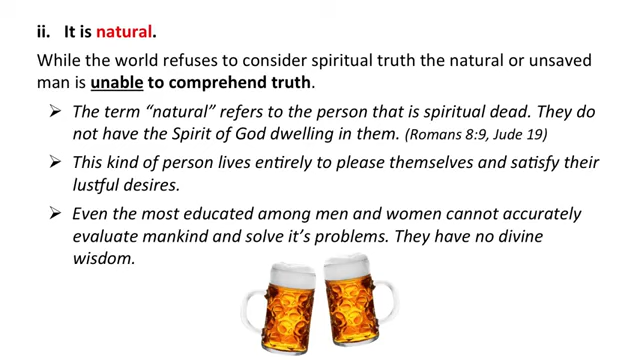 ii. It is natural.
While the world refuses to consider spiritual truth the natural or unsaved
man is unable to comprehend truth.
➢ The term “natural” refers to the person that is spiritual dead. They do
not have the Spirit of God dwelling in them. (Romans 8:9, Jude 19)
➢ This kind of person lives entirely to please themselves and satisfy their
lustful desires.
➢ Even the most educated among men and women cannot accurately
evaluate mankind and solve it’s problems. They have no divine
wisdom.